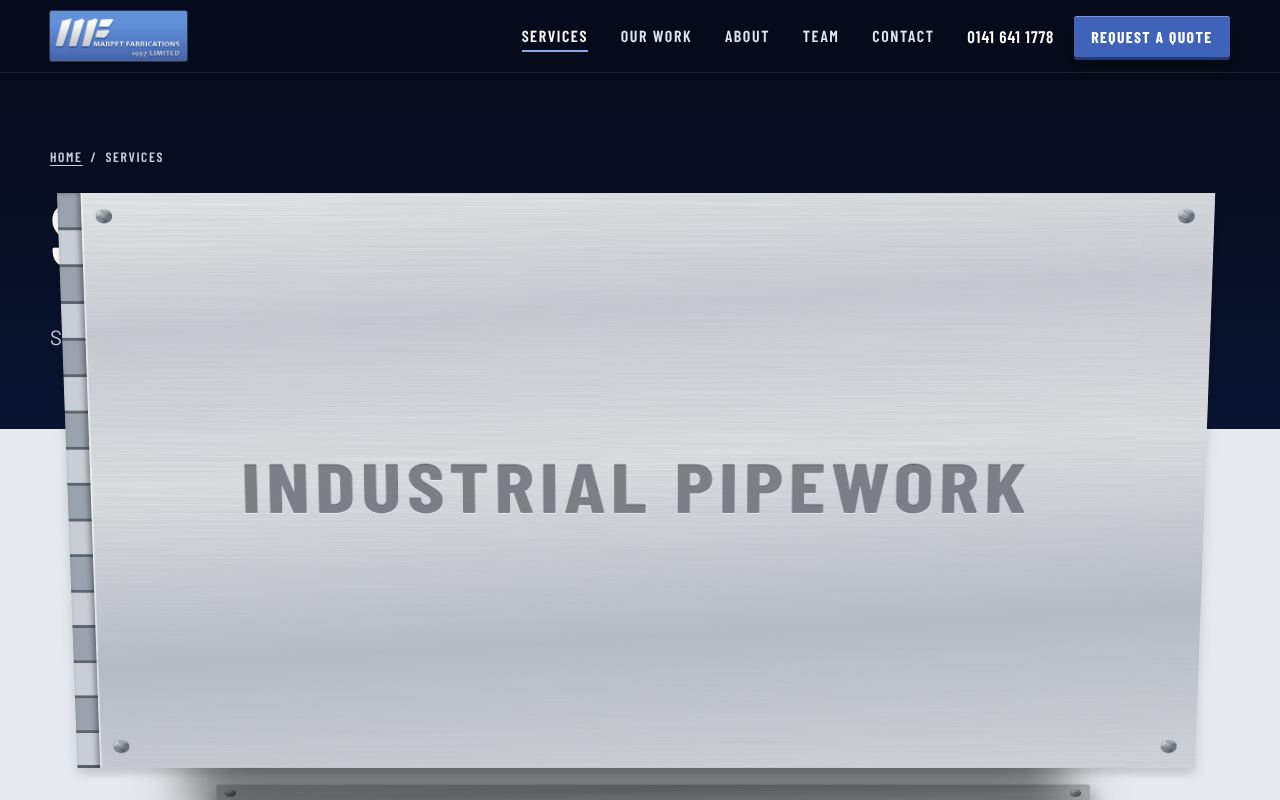 MARPET FABRICATIONS
1997 LIMITED
SERVICES
OUR WORK
ABOUT
TEAM
CONTACT
0141 641 1778
REQUEST A QUOTE
HOME / SERVICES
INDUSTRIAL PIPEWORK